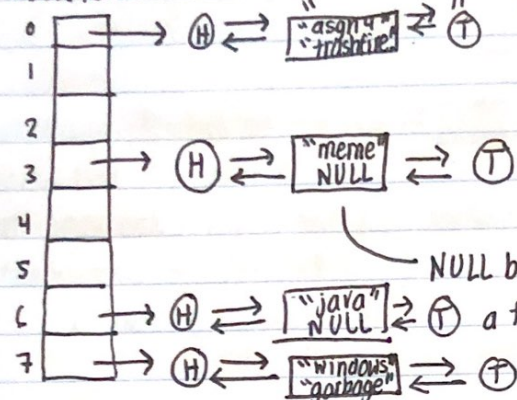 0 H "asgn4" "trashfire" T
1
2
3 H "meme" NULL T
4
5
NULL b
6 H "java" NULL T a
7 H "windows" "garbage" T